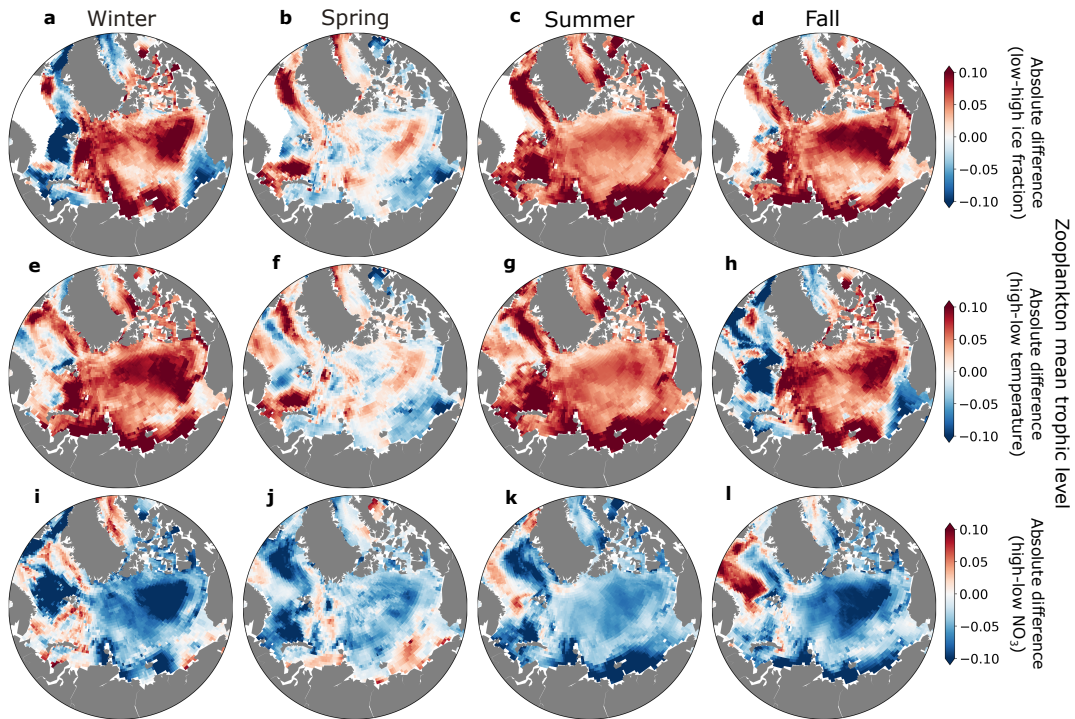 Winter
Spring
Summer
Fall
a
b
c
d
0.10
0.05
0.00
−0.05
−0.10
Absolute difference
(low–high ice fraction)
e
f
g
h
0.10
0.05
0.00
−0.05
−0.10
Absolute difference
(high–low temperature)
i
j
k
l
0.10
0.05
0.00
−0.05
−0.10
Absolute difference
(high–low NO₃)
Zooplankton mean trophic level